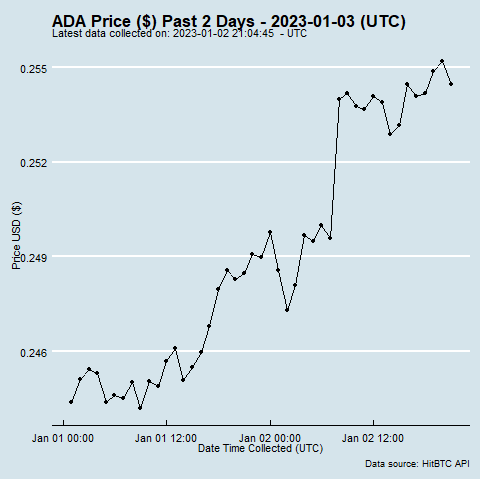 ADA Price ($) Past 2 Days - 2023-01-03 (UTC)
Latest data collected on: 2023-01-02 21:04:45 - UTC
0.255
0.252
0.249
0.246
Price USD ($)
Jan 01 00:00 Jan 01 12:00 Jan 02 00:00 Jan 02 12:00
Date Time Collected (UTC)
Data source: HitBTC API